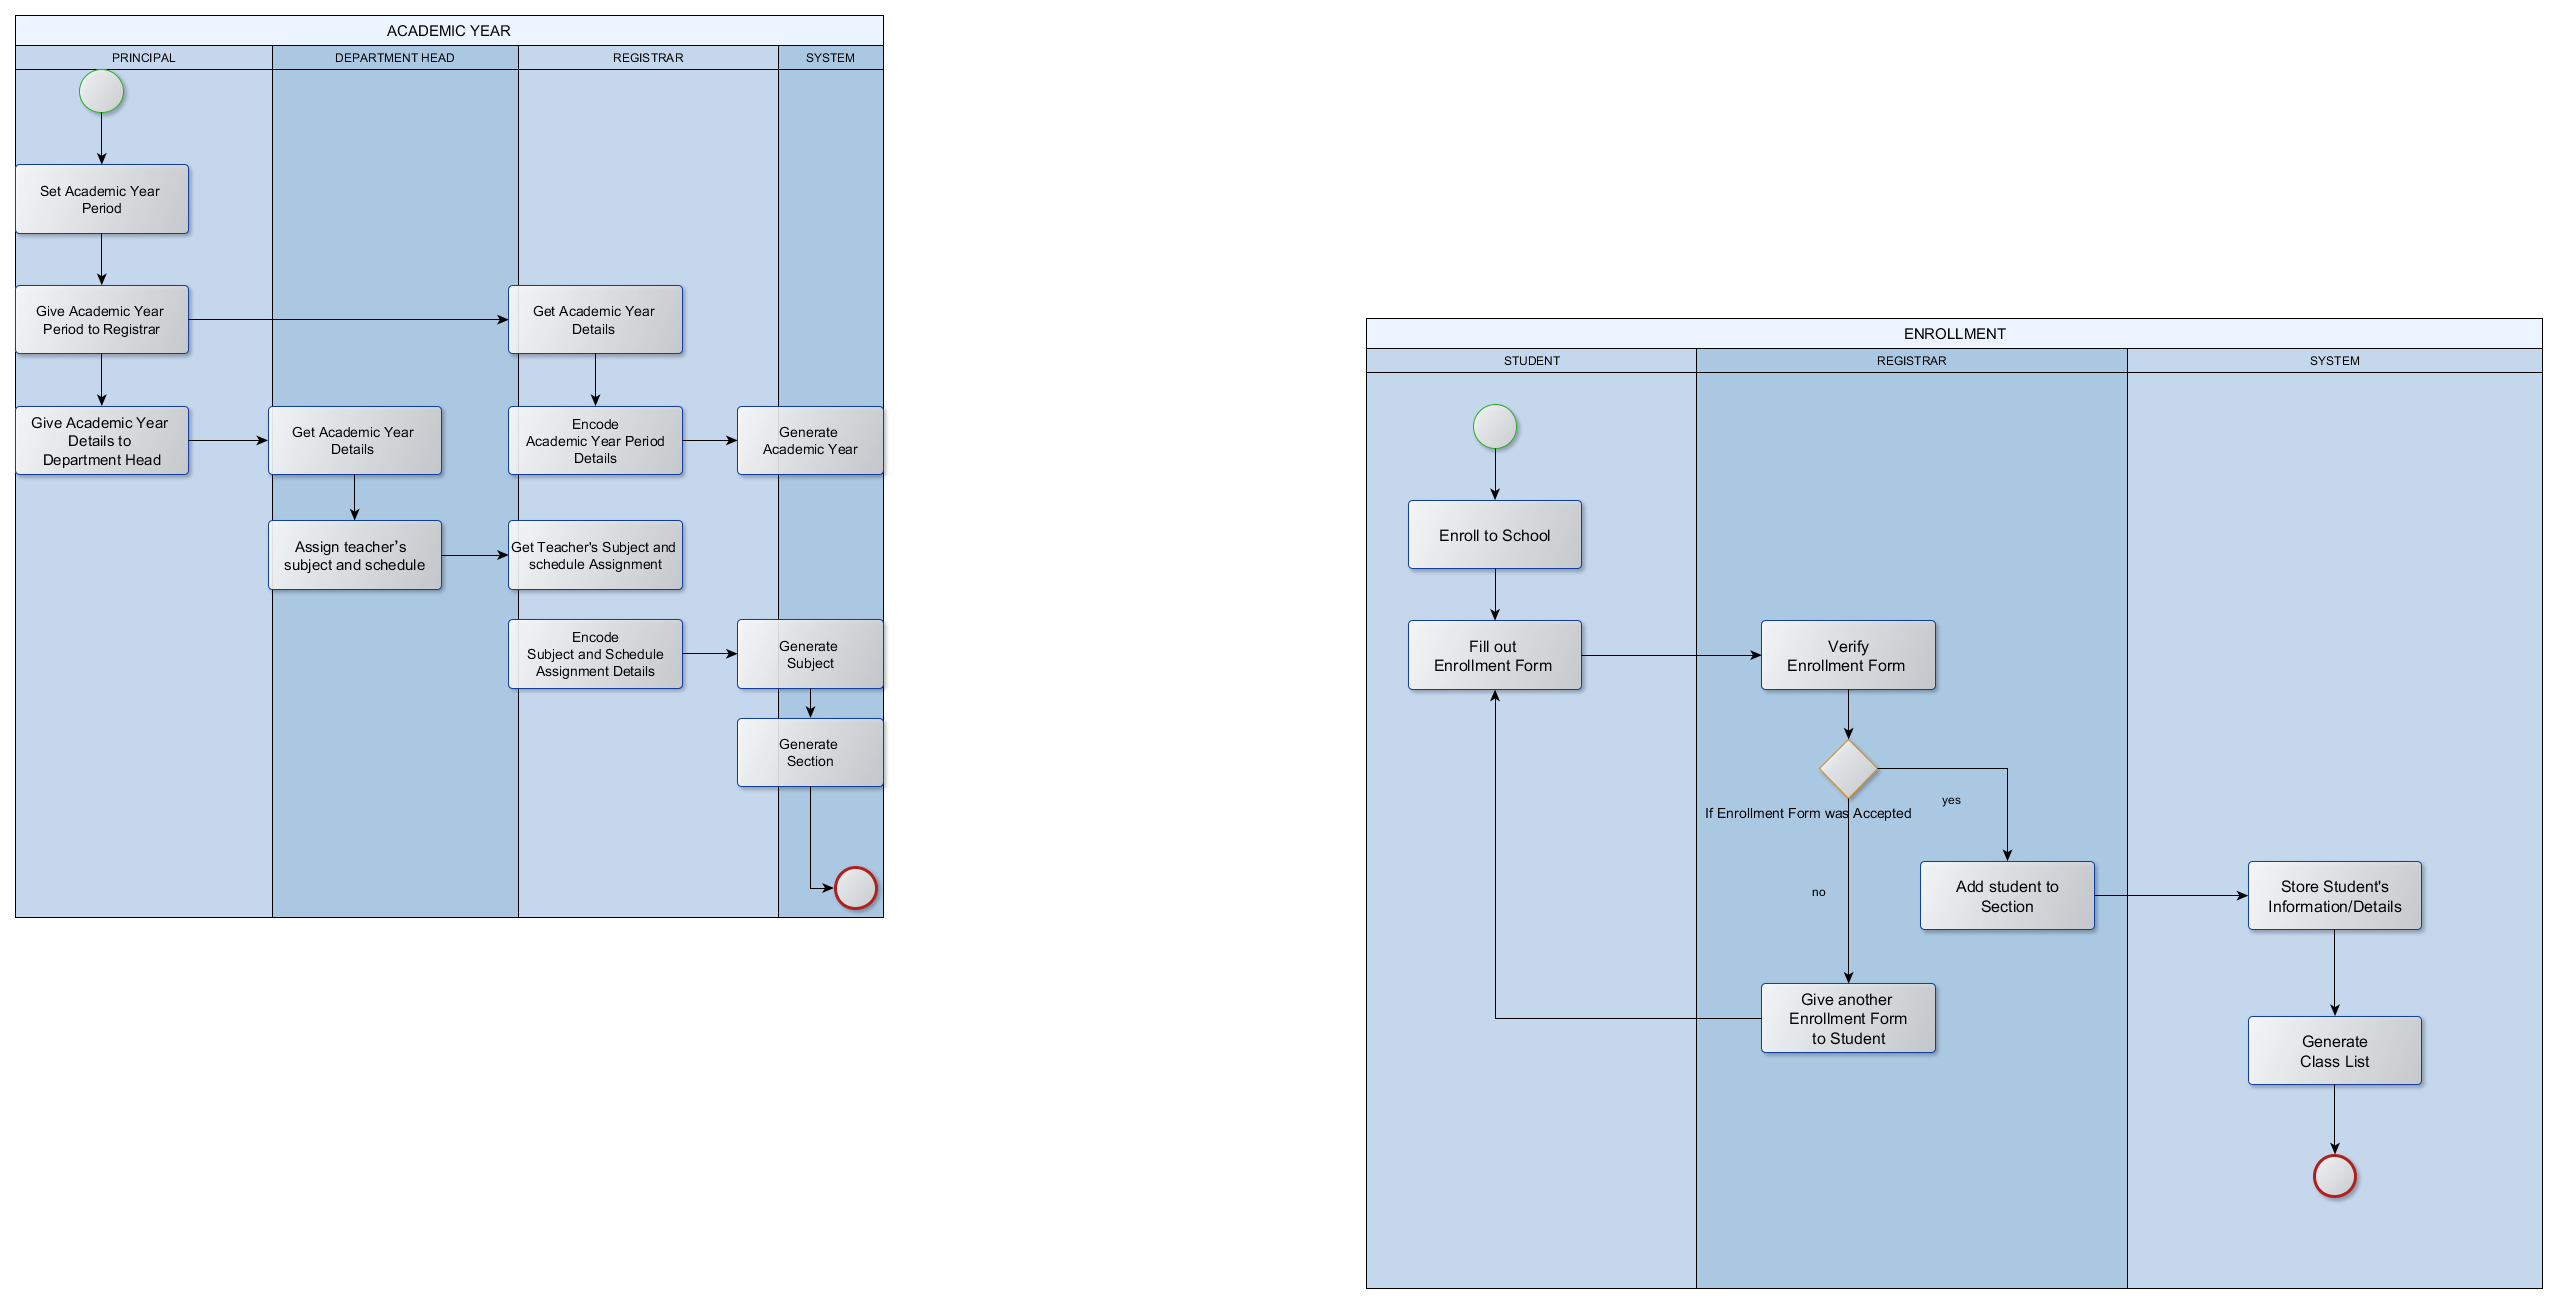 ACADEMIC YEAR
PRINCIPAL
DEPARTMENT HEAD
REGISTRAR
SYSTEM
Set Academic Year
Period
Give Academic Year
Period to Registrar
Get Academic Year
Details
Give Academic Year
Details to
Department Head
Get Academic Year
Details
Encode
Academic Year Period
Details
Generate
Academic Year
Assign teacher’s
subject and schedule
Get Teacher's Subject and
schedule Assignment
Encode
Subject and Schedule
Assignment Details
Generate
Subject
Generate
Section
ENROLLMENT
STUDENT
REGISTRAR
SYSTEM
Enroll to School
Fill out
Enrollment Form
Verify
Enrollment Form
yes
If Enrollment Form was Accepted
no
Add student to
Section
Store Student's
Information/Details
Give another
Enrollment Form
to Student
Generate
Class List